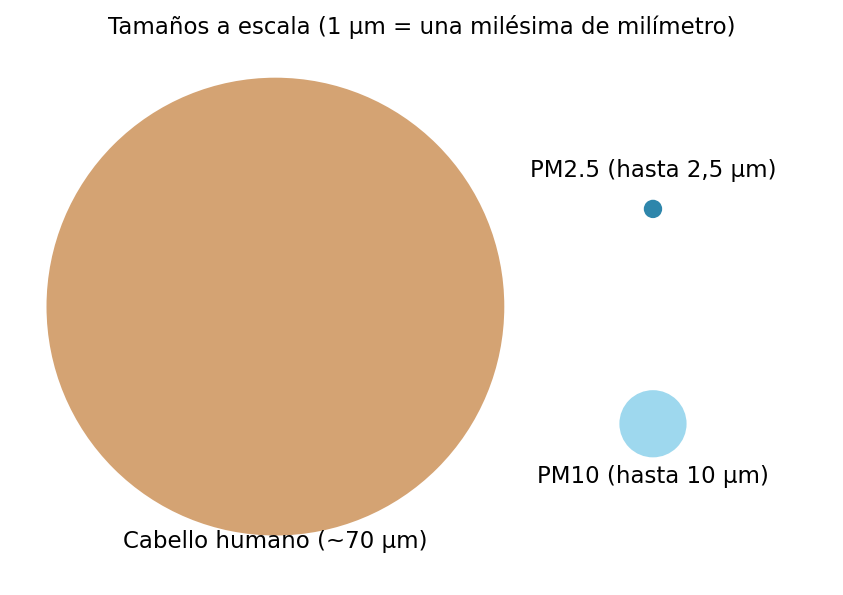 Tamaños a escala (1 μm = una milésima de milímetro)
PM2.5 (hasta 2,5 μm)
PM10 (hasta 10 μm)
Cabello humano (~70 μm)